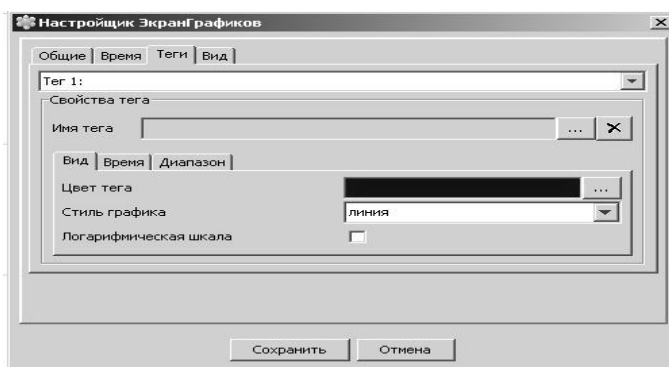 Настройщик ЭкранГрафиков
Общие Время Теги Вид
Тег 1:
Свойства тега
Имя тега ...
Вид Время Диапазон
Цвет тега ...
Стиль графика линия
Логарифмическая шкала
Сохранить Отмена